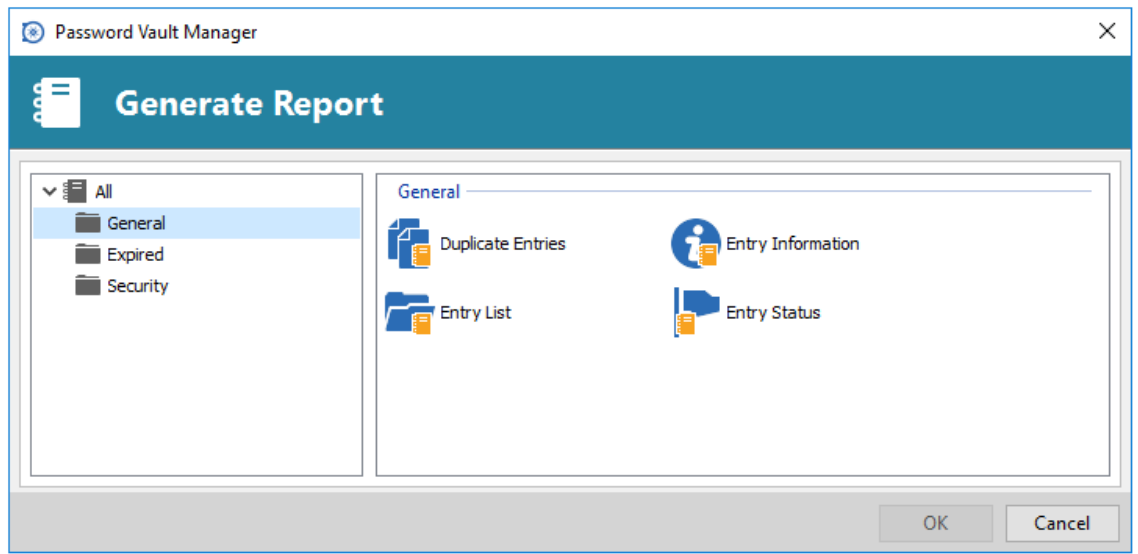 Password Vault Manager
Generate Report
All
General
Expired
Security
General
Duplicate Entries
Entry Information
Entry List
Entry Status
OK
Cancel